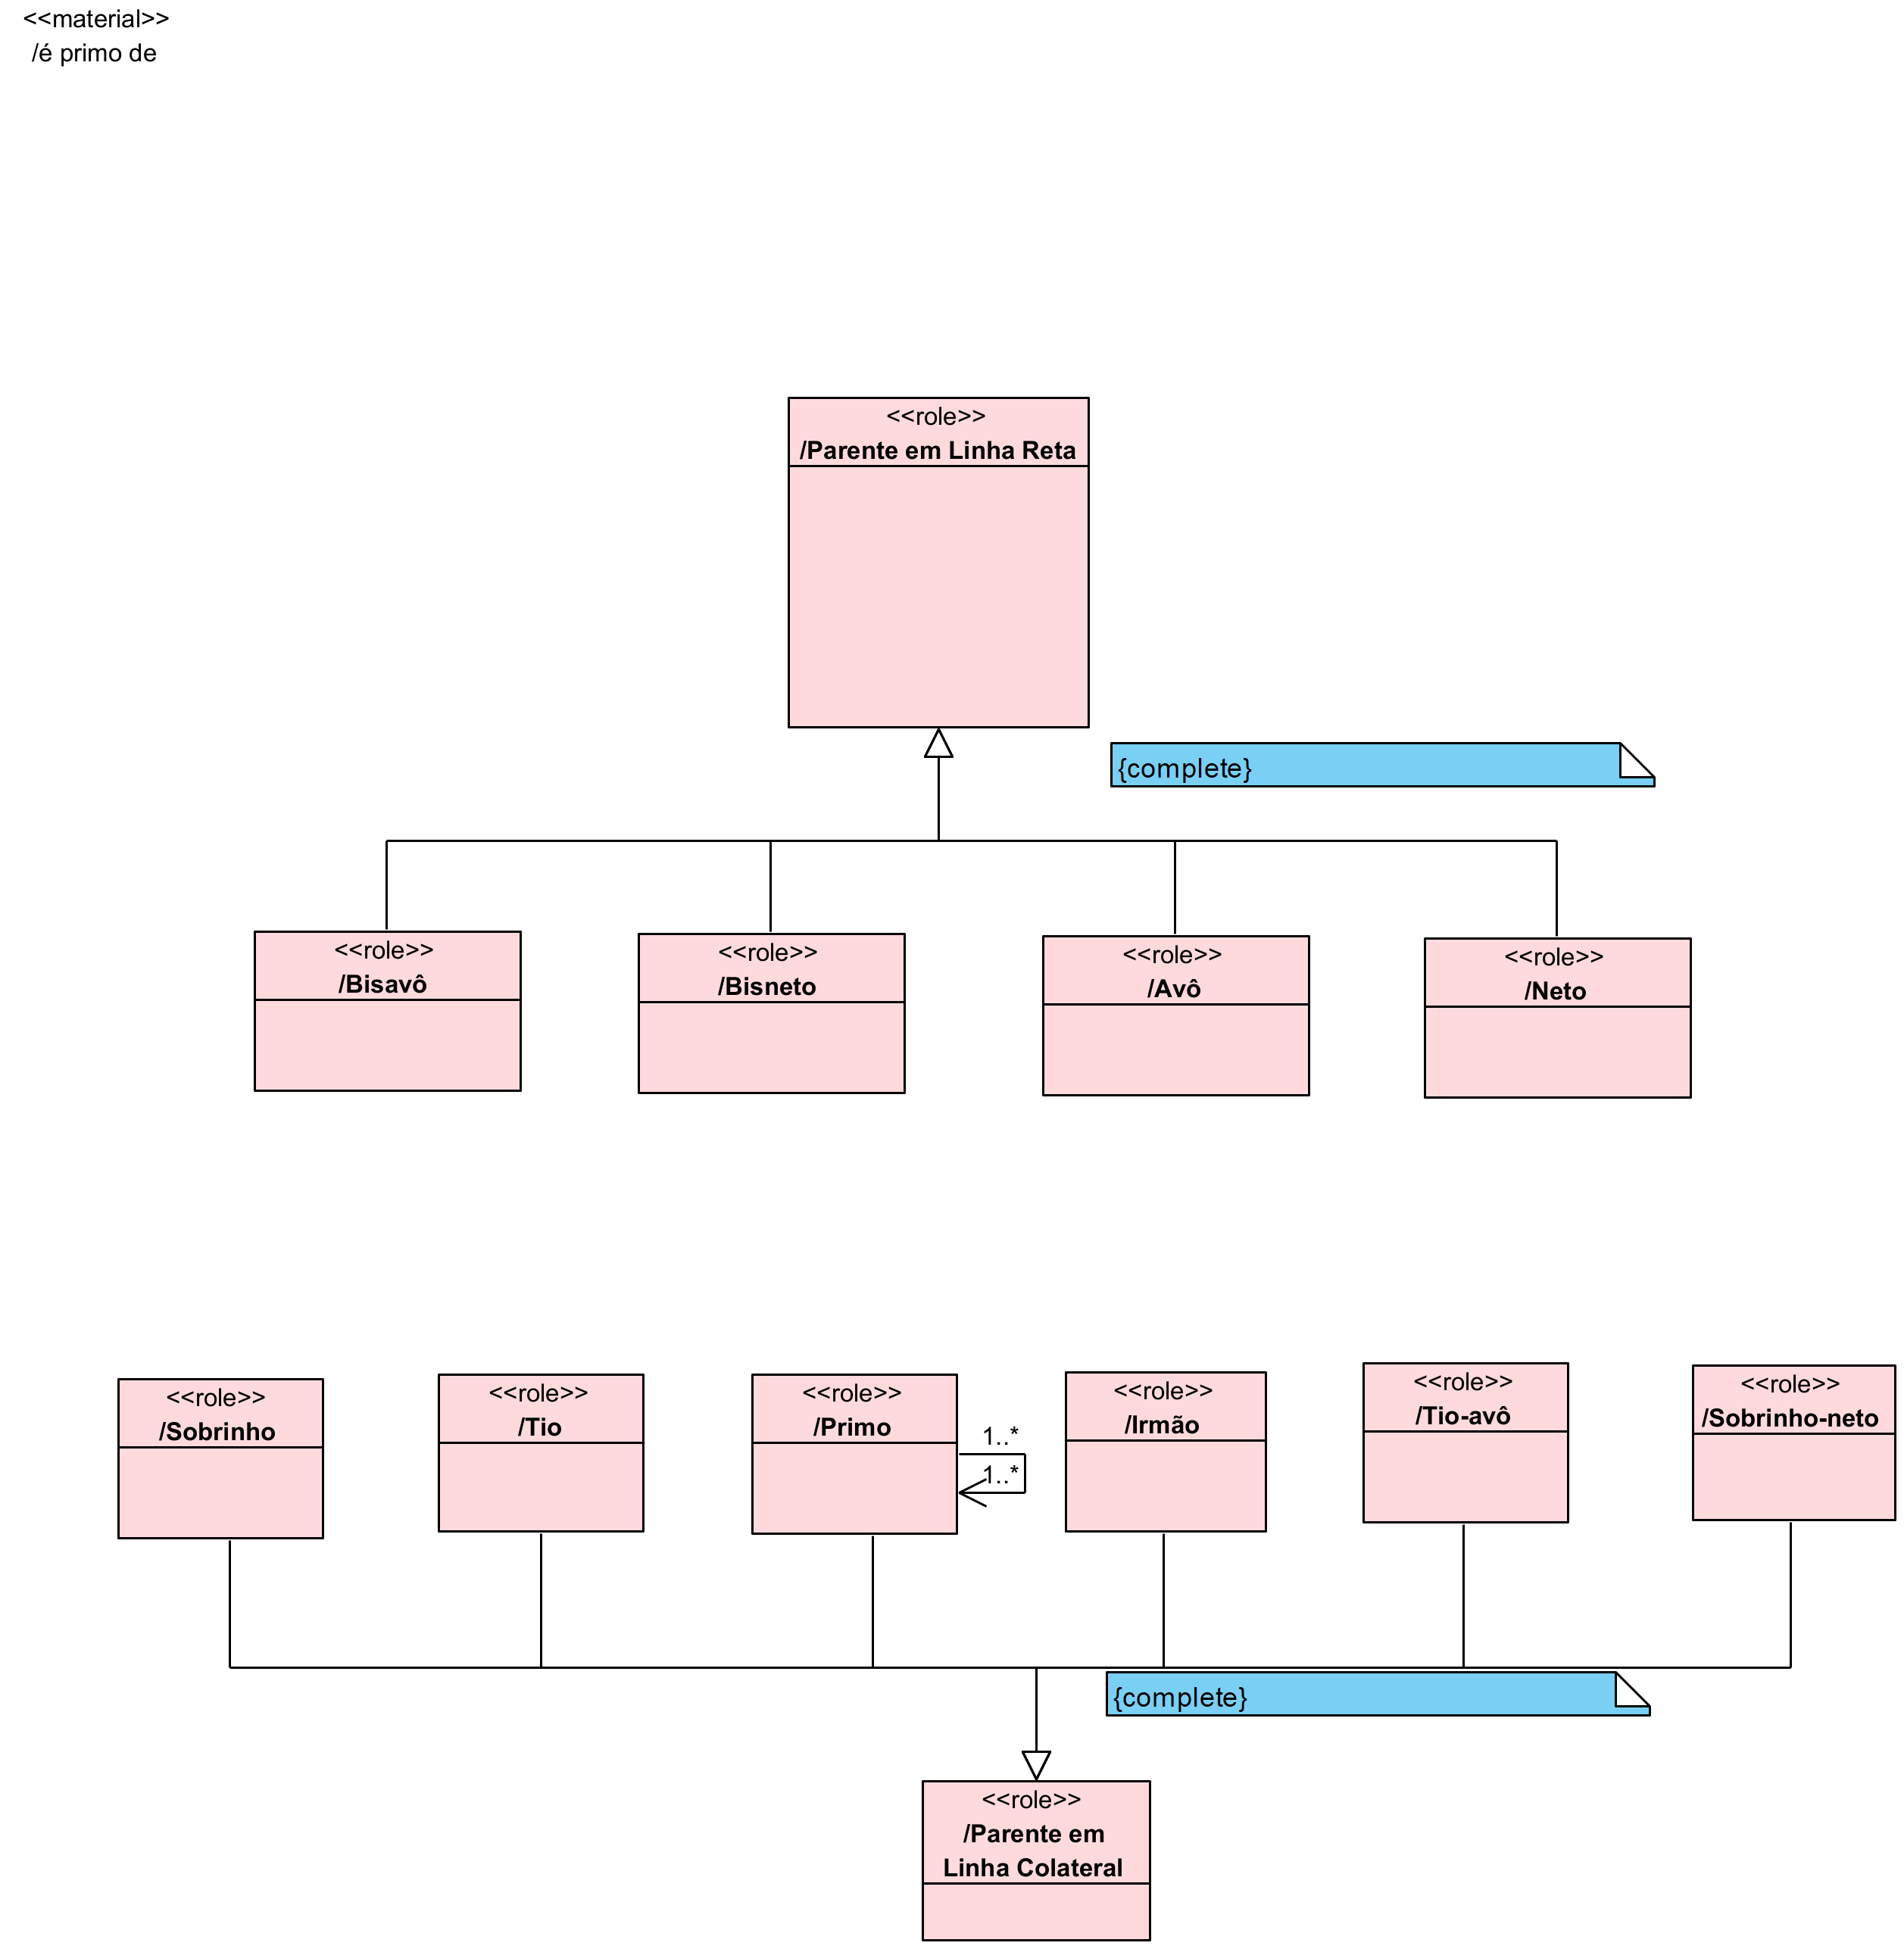 <<material>>
/é primo de
<<role>>
/Parente em Linha Reta
{complete}
<<role>>
/Bisavô
<<role>>
/Bisneto
<<role>>
/Avô
<<role>>
/Neto
<<role>>
/Sobrinho
<<role>>
/Tio
<<role>>
/Primo
1..*
1..*
<<role>>
/Irmão
<<role>>
/Tio-avô
<<role>>
/Sobrinho-neto
{complete}
<<role>>
/Parente em
Linha Colateral